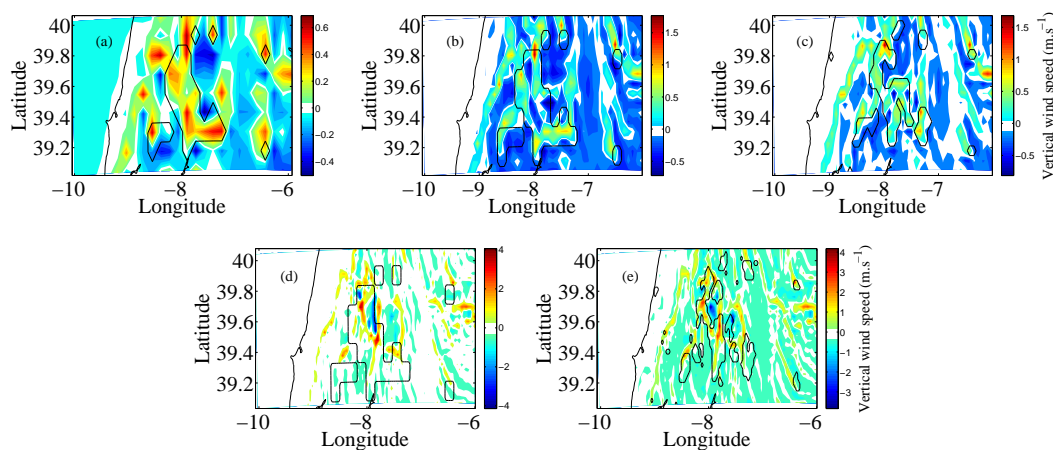 (a)
40
39.8
39.6
39.4
39.2
−10 −8 −6
Latitude
Longitude
0.6
0.4
0.2
0
−0.2
−0.4
(b)
40
39.8
39.6
39.4
39.2
−10 −9 −8 −7
Latitude
Longitude
1.5
1
0.5
0
−0.5
(c)
40
39.8
39.6
39.4
39.2
−10 −9 −8 −7
Latitude
Longitude
1.5
1
0.5
0
−0.5
Vertical wind speed (m.s⁻¹)
(d)
40
39.8
39.6
39.4
39.2
−10 −8 −6
Latitude
Longitude
4
2
0
−2
−4
(e)
40
39.8
39.6
39.4
39.2
−10 −8 −6
Latitude
Longitude
4
3
2
1
0
−1
−2
−3
Vertical wind speed (m.s⁻¹)